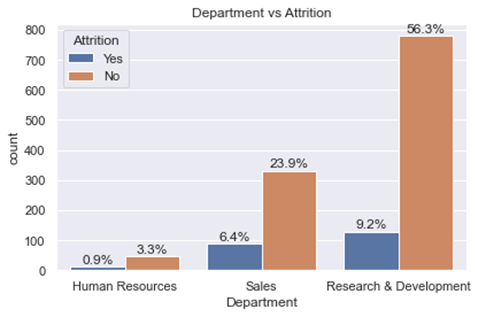 Department vs Attrition
Attrition
Yes
No
800
700
600
500
400
300
200
100
0
count
0.9%
3.3%
6.4%
23.9%
9.2%
56.3%
Human Resources
Sales
Research & Development
Department